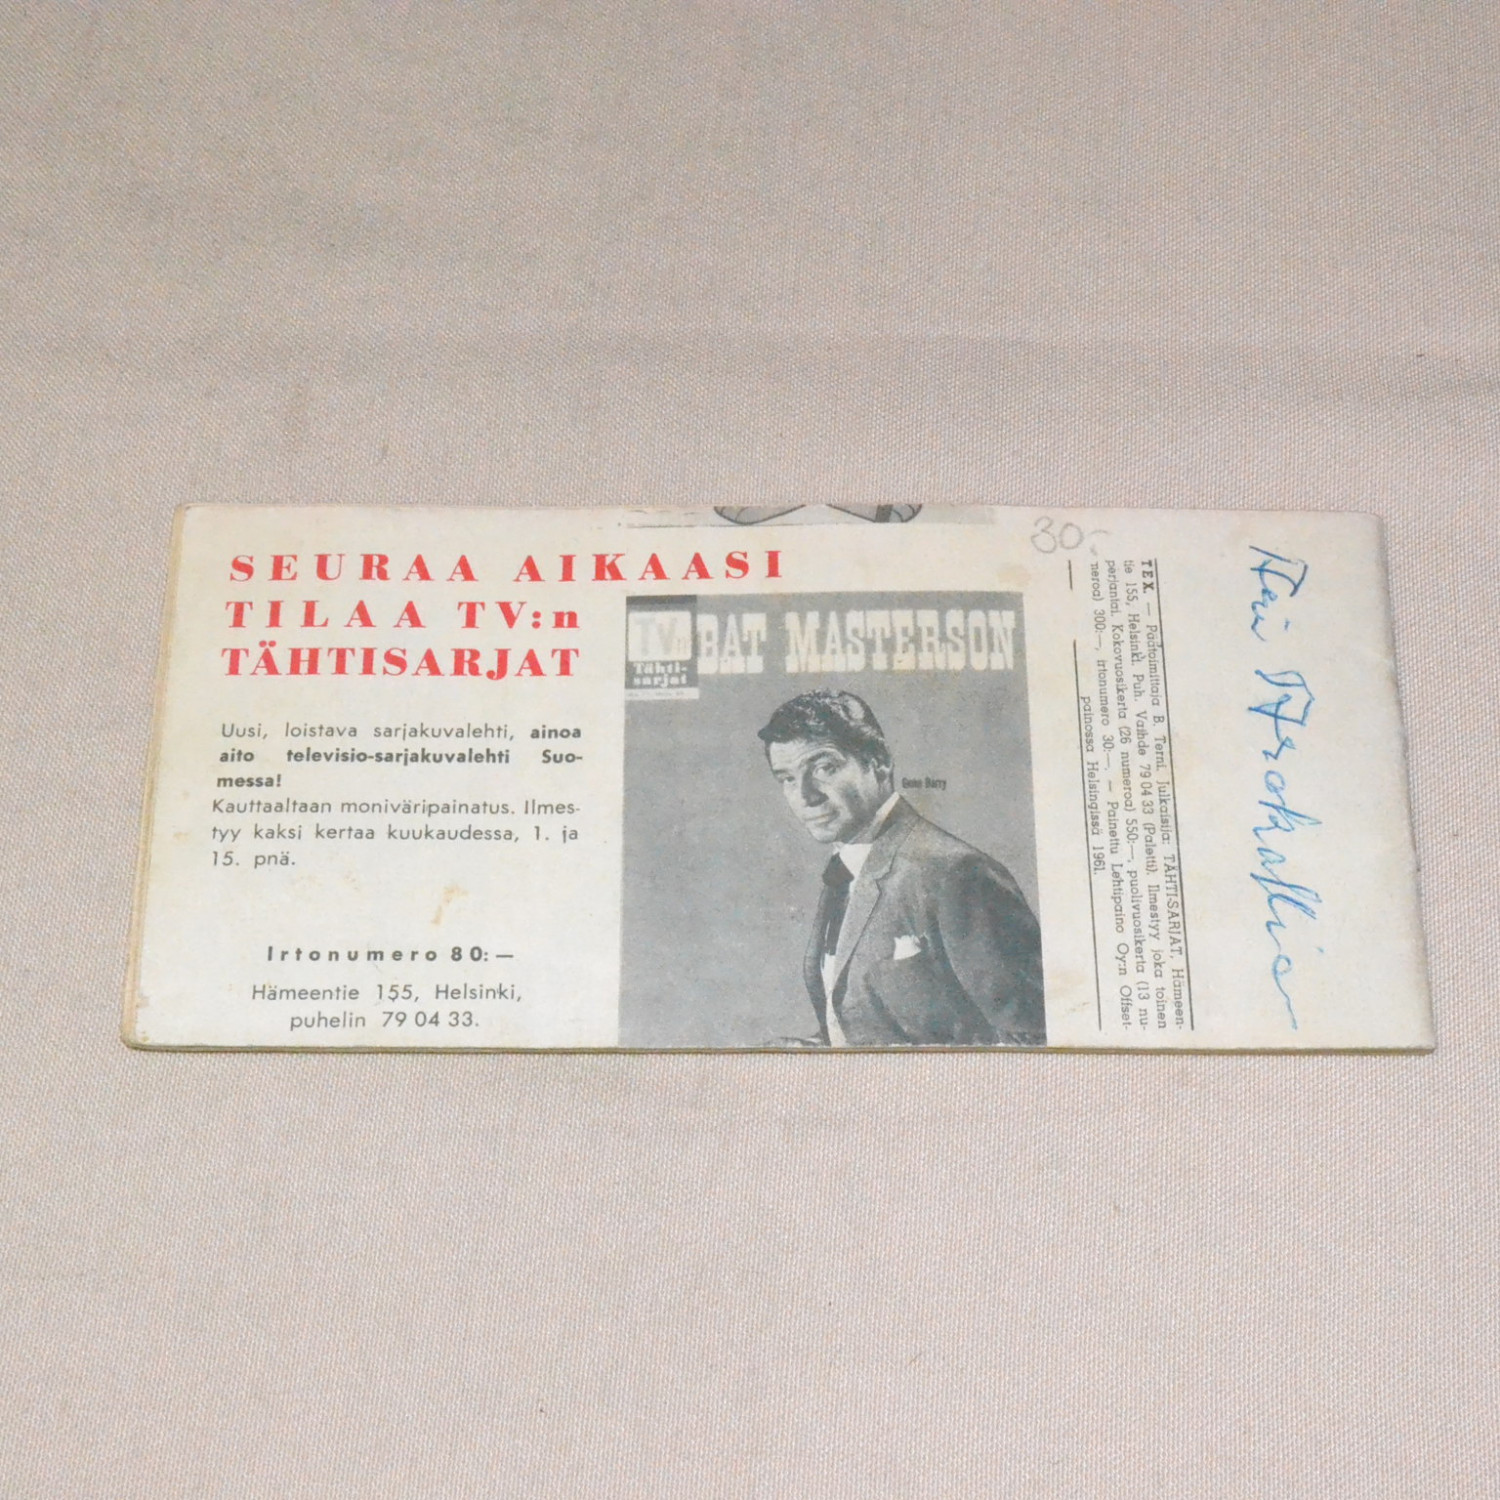 SEURAA AIKAASI
TILAA TV:n
TÄHTISARJAT
Uusi, loistava sarjakuvalehti, ainoa
aito televisio-sarjakuvalehti Suo-
messa!
Kauttaaltaan moniväripainatus. Ilmes-
tyy kaksi kertaa kuukaudessa, 1. ja
15. pnä.
Irtonumero 80:—
Hämeentie 155, Helsinki,
puhelin 79 04 33.
TV:n
Tähti-
sarjat
BAT MASTERSON
Gene Barry
30:-
TEX. — Päätoimittaja B. Terni. Julkaisija: TÄHTISARJAT, Hämeen-
tie 155, Helsinki. Puh. Vaihde 79 04 33 (Paletti). Ilmestyy joka toinen
perjantai. Kokovuosikerta (26 numeroa) 550:—, puolivuosikerta (13 nu-
meroa) 300:—, irtonumero 30:—. — Painettu Lehtipaino Oy:n Offset-
painossa Helsingissä 1961.